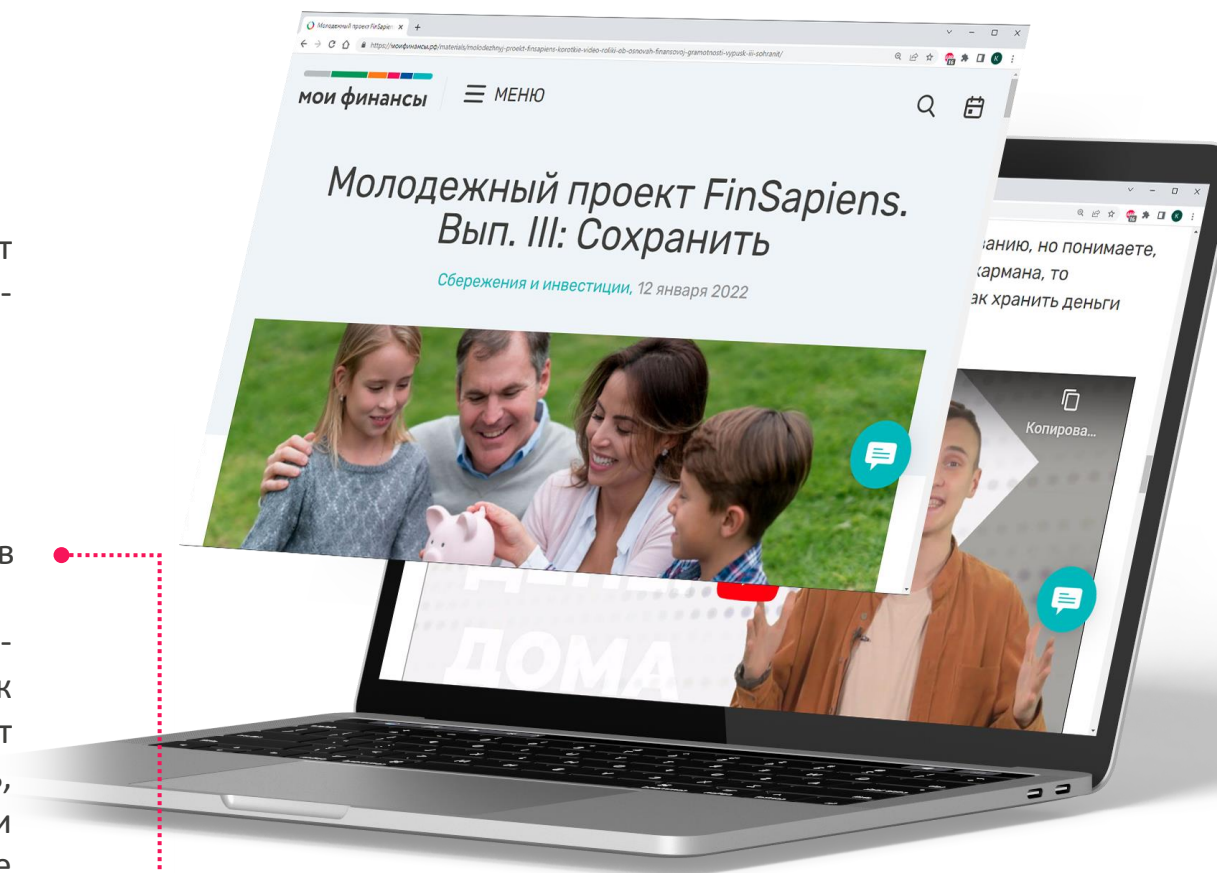 Молодежный проект FinSapiens
https://моифинансы.рф/materials/molodezhnyj-proekt-finsapiens-korotkie-video-roliki-ob-osnovah-finansovoj-gramotnosti-vypusk-iii-sohranit/
мои финансы
МЕНЮ
Молодежный проект FinSapiens.
Вып. III: Сохранить
Сбережения и инвестиции, 12 января 2022
занию, но понимаете,
кармана, то
ак хранить деньги
Копирова...
ДОМА
т
-
в
-
к
т
,
и
е